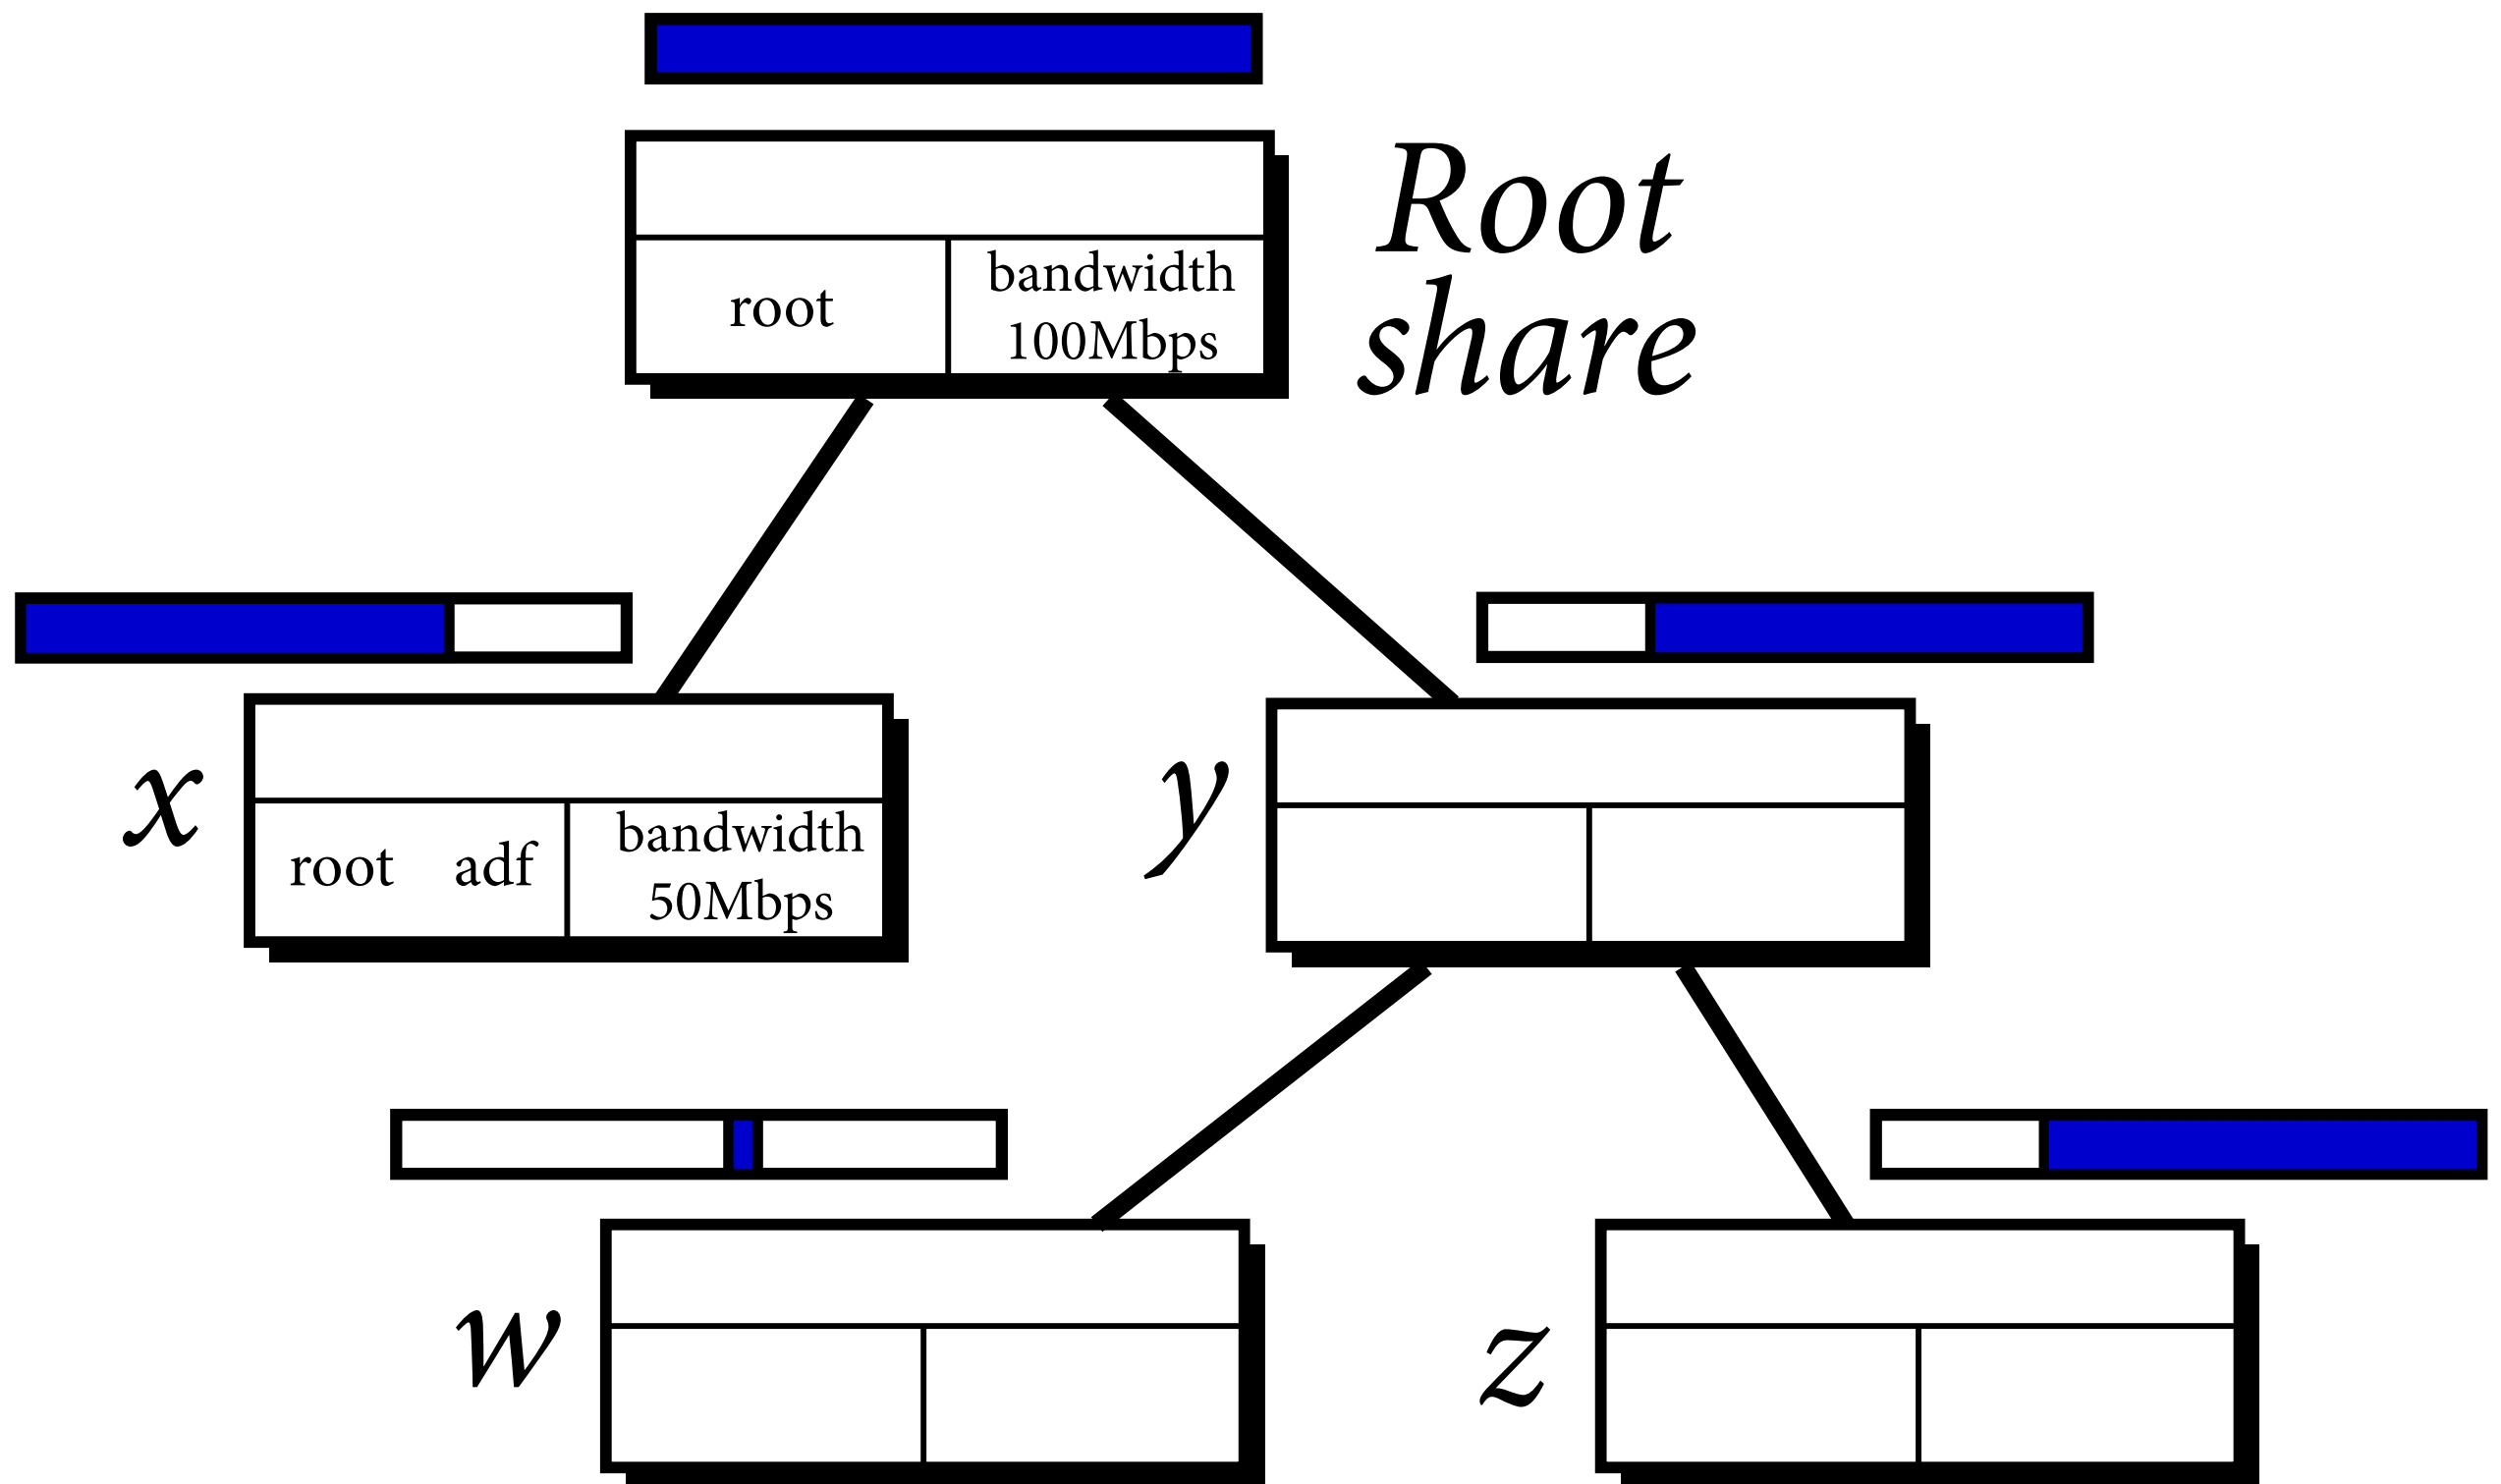 Root
share
root
bandwidth
100Mbps
x
root adf
bandwidth
50Mbps
y
w
z